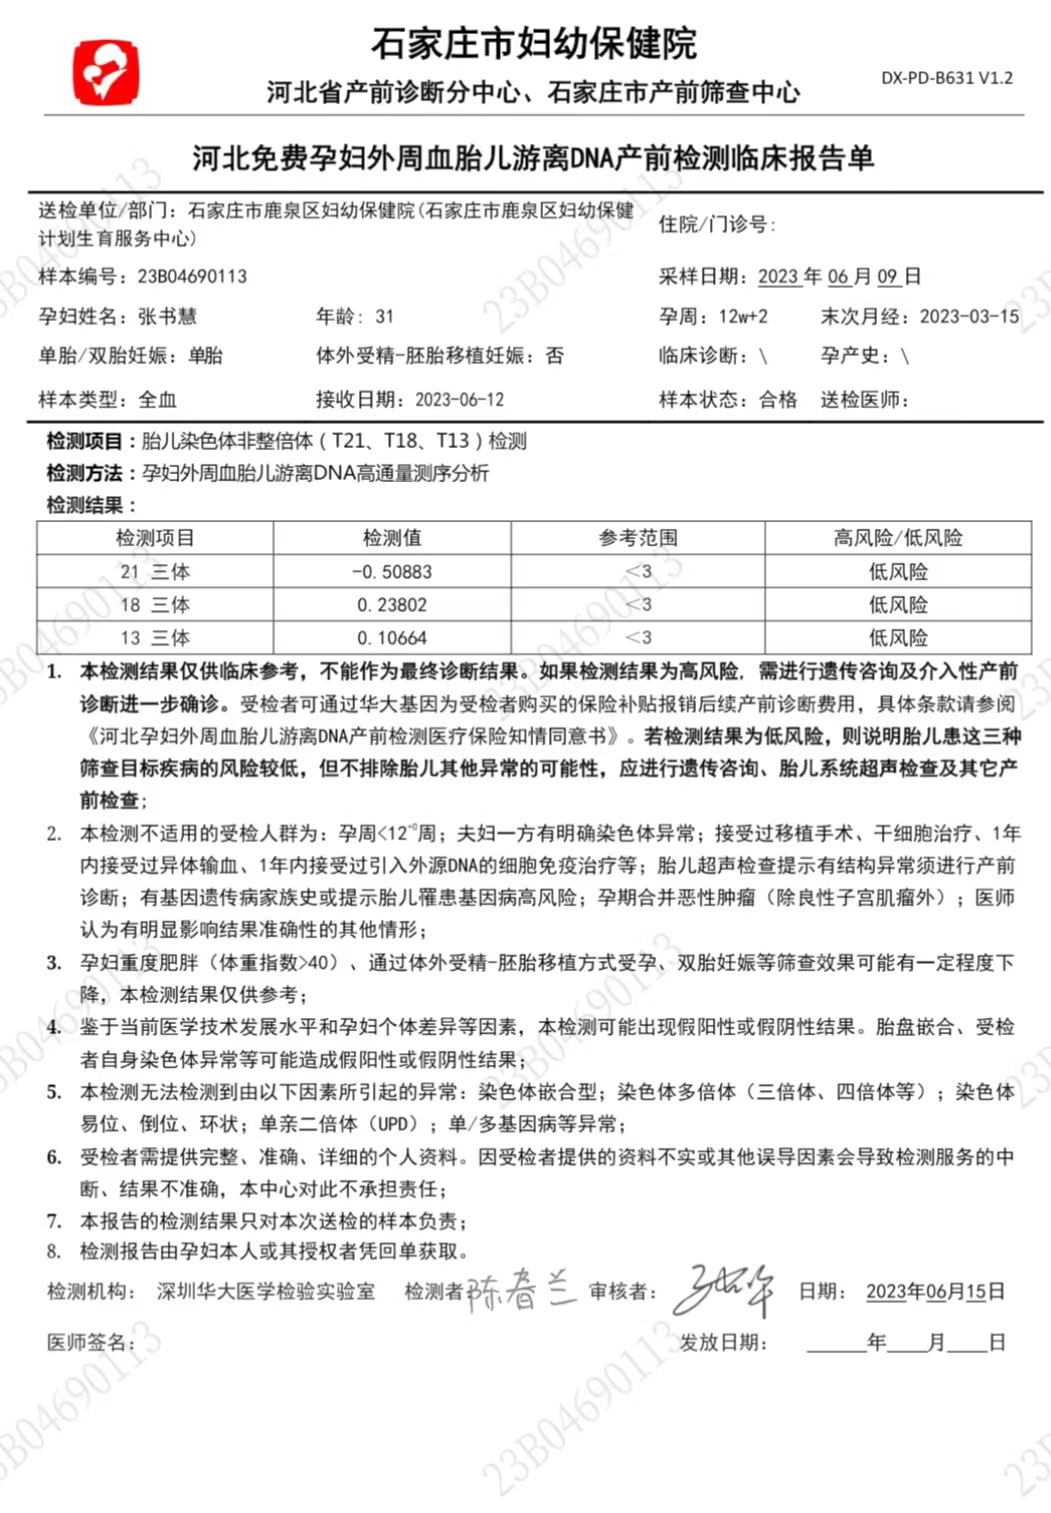 石家庄市妇幼保健院
河北省产前诊断分中心、石家庄市产前筛查中心
DX-PD-B631 V1.2
河北免费孕妇外周血胎儿游离DNA产前检测临床报告单
送检单位/部门：石家庄市鹿泉区妇幼保健院(石家庄市鹿泉区妇幼保健
计划生育服务中心)
住院/门诊号：
样本编号：23B04690113 采样日期：2023 年 06 月 09 日
孕妇姓名：张书慧 年龄：31 孕周：12w+2 末次月经：2023-03-15
单胎/双胎妊娠：单胎 体外受精-胚胎移植妊娠：否 临床诊断：\ 孕产史：\
样本类型：全血 接收日期：2023-06-12 样本状态：合格 送检医师：
检测项目：胎儿染色体非整倍体（T21、T18、T13）检测
检测方法：孕妇外周血胎儿游离DNA高通量测序分析
检测结果：
检测项目 检测值 参考范围 高风险/低风险
21 三体 -0.50883 <3 低风险
18 三体 0.23802 <3 低风险
13 三体 0.10664 <3 低风险
1. 本检测结果仅供临床参考，不能作为最终诊断结果。如果检测结果为高风险，需进行遗传咨询及介入性产前
诊断进一步确诊。受检者可通过华大基因为受检者购买的保险补贴报销后续产前诊断费用，具体条款请参阅
《河北孕妇外周血胎儿游离DNA产前检测医疗保险知情同意书》。若检测结果为低风险，则说明胎儿患这三种
筛查目标疾病的风险较低，但不排除胎儿其他异常的可能性，应进行遗传咨询、胎儿系统超声检查及其它产
前检查；
2. 本检测不适用的受检人群为：孕周<12+0周；夫妇一方有明确染色体异常；接受过移植手术、干细胞治疗、1年
内接受过异体输血、1年内接受过引入外源DNA的细胞免疫治疗等；胎儿超声检查提示有结构异常须进行产前
诊断；有基因遗传病家族史或提示胎儿罹患基因病高风险；孕期合并恶性肿瘤（除良性子宫肌瘤外）；医师
认为有明显影响结果准确性的其他情形；
3. 孕妇重度肥胖（体重指数>40）、通过体外受精-胚胎移植方式受孕、双胎妊娠等筛查效果可能有一定程度下
降，本检测结果仅供参考；
4. 鉴于当前医学技术发展水平和孕妇个体差异等因素，本检测可能出现假阳性或假阴性结果。胎盘嵌合、受检
者自身染色体异常等可能造成假阳性或假阴性结果；
5. 本检测无法检测到由以下因素所引起的异常：染色体嵌合型；染色体多倍体（三倍体、四倍体等）；染色体
易位、倒位、环状；单亲二倍体（UPD）；单/多基因病等异常；
6. 受检者需提供完整、准确、详细的个人资料。因受检者提供的资料不实或其他误导因素会导致检测服务的中
断、结果不准确，本中心对此不承担责任；
7. 本报告的检测结果只对本次送检的样本负责；
8. 检测报告由孕妇本人或其授权者凭回单获取。
检测机构： 深圳华大医学检验实验室 检测者：陈春兰 审核者： 日期： 2023年06月15日
医师签名： 发放日期： 年 月 日
23B04690113